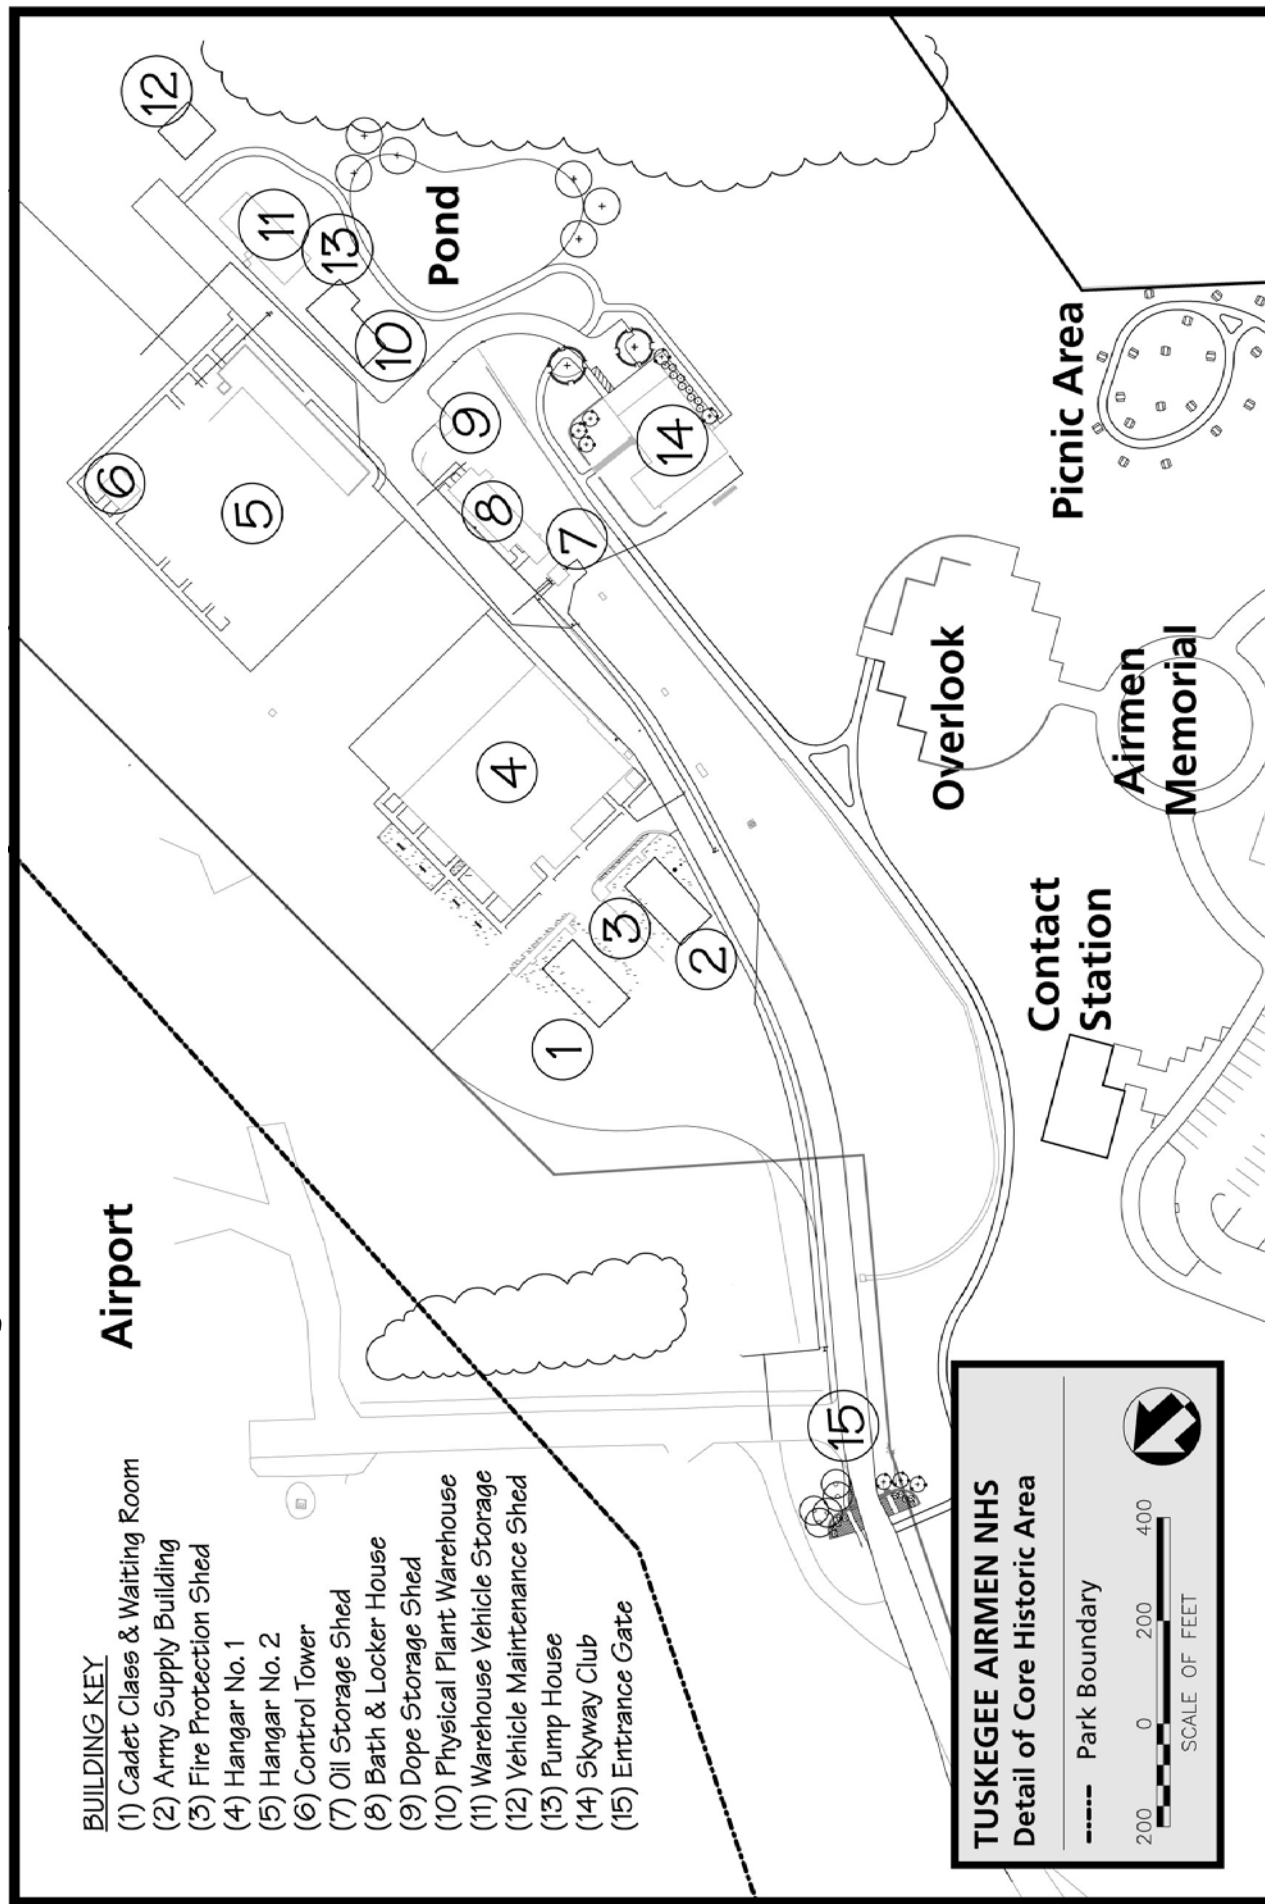 BUILDING KEY
(1) Cadet Class & Waiting Room
(2) Army Supply Building
(3) Fire Protection Shed
(4) Hangar No. 1
(5) Hangar No. 2
(6) Control Tower
(7) Oil Storage Shed
(8) Bath & Locker House
(9) Dope Storage Shed
(10) Physical Plant Warehouse
(11) Warehouse Vehicle Storage
(12) Vehicle Maintenance Shed
(13) Pump House
(14) Skyway Club
(15) Entrance Gate
Airport
6
12
5
11
13
10
Pond
1
4
8
9
3
7
2
14
15
Overlook
Contact
Station
Picnic Area
Airmen
Memorial
TUSKEGEE AIRMEN NHS
Detail of Core Historic Area
Park Boundary
200 0 200 400
SCALE OF FEET